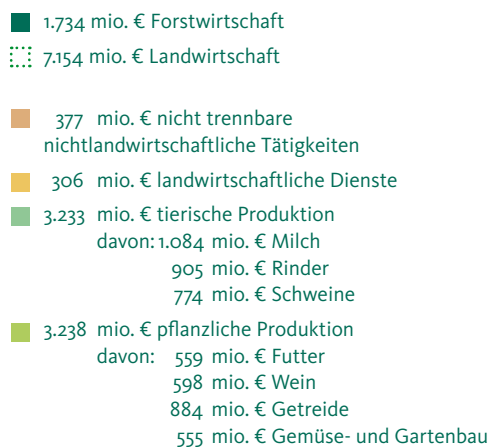 1.734 mio. € Forstwirtschaft
7.154 mio. € Landwirtschaft
377 mio. € nicht trennbare
nichtlandwirtschaftliche Tätigkeiten
306 mio. € landwirtschaftliche Dienste
3.233 mio. € tierische Produktion
davon: 1.084 mio. € Milch
905 mio. € Rinder
774 mio. € Schweine
3.238 mio. € pflanzliche Produktion
davon: 559 mio. € Futter
598 mio. € Wein
884 mio. € Getreide
555 mio. € Gemüse- und Gartenbau